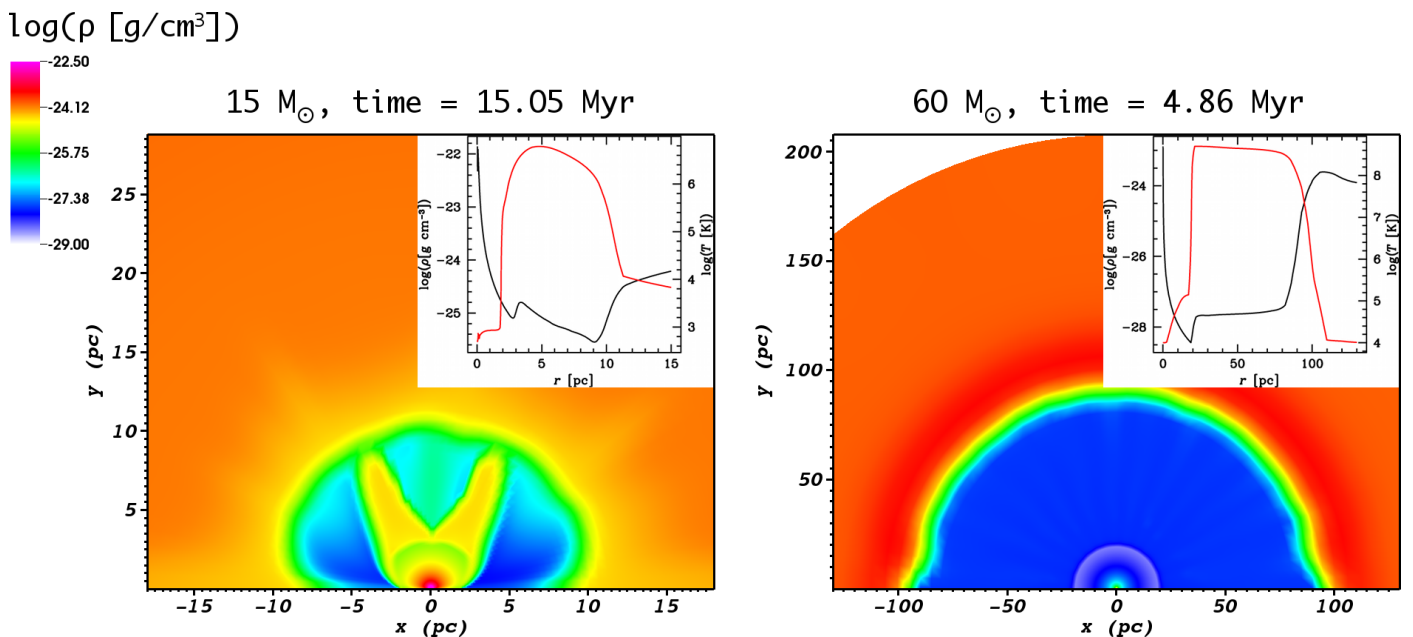 log(ρ [g/cm³])
-22.50
-24.12
-25.75
-27.38
-29.00
15 M☉, time = 15.05 Myr
25
20
15
10
5
y (pc)
-15 -10 -5 0 5 10 15
x (pc)
-22
-23
-24
-25
log(ρ[g cm⁻³])
6
5
4
3
log(T [K])
0 5 10 15
r [pc]
60 M☉, time = 4.86 Myr
200
150
100
50
y (pc)
-100 -50 0 50 100
x (pc)
-24
-26
-28
log(ρ[g cm⁻³])
8
7
6
5
4
log(T [K])
0 50 100
r [pc]